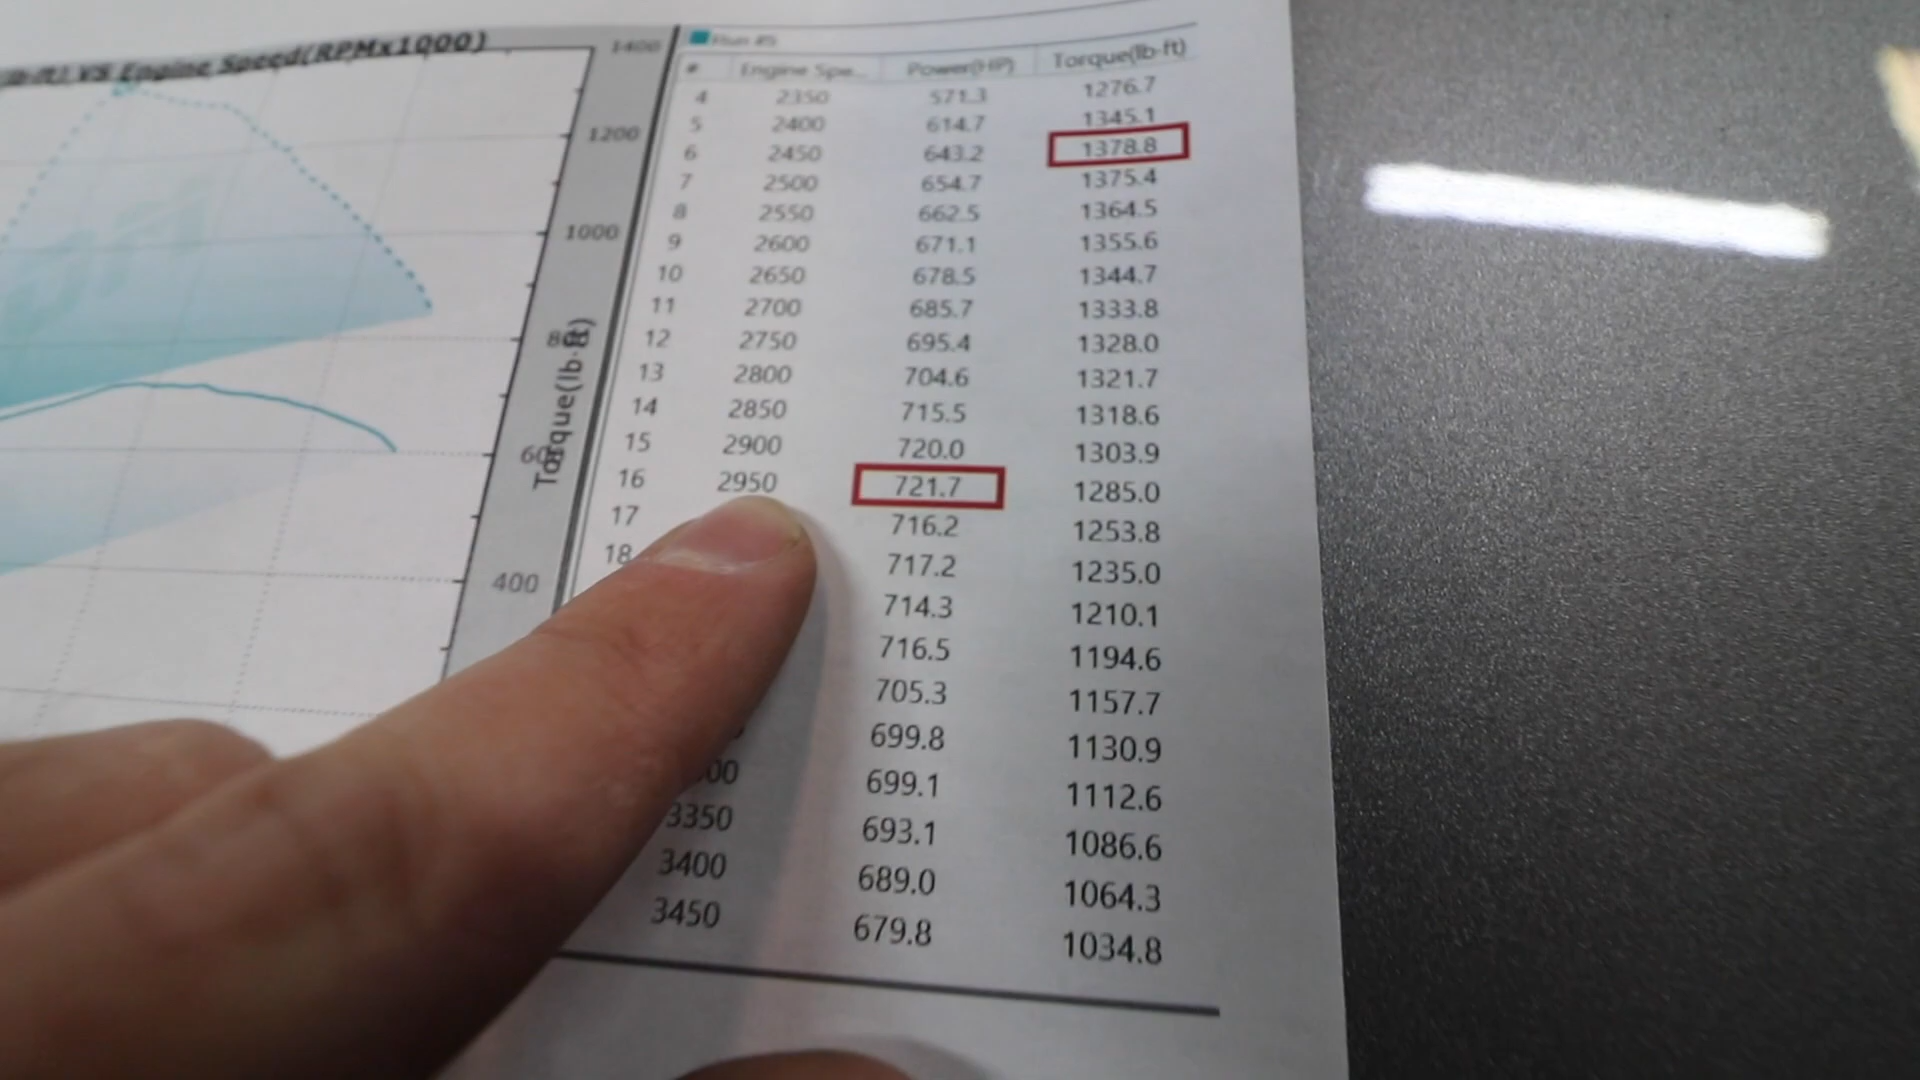 (lb-ft) VS Engine Speed(RPMx1000)
1400
1200
1000
800
600
400
Torque(lb-ft)
Run #5
# Engine Spe... Power(HP) Torque(lb-ft)
4 2350 571.3 1276.7
5 2400 614.7 1345.1
6 2450 643.2 1378.8
7 2500 654.7 1375.4
8 2550 662.5 1364.5
9 2600 671.1 1355.6
10 2650 678.5 1344.7
11 2700 685.7 1333.8
12 2750 695.4 1328.0
13 2800 704.6 1321.7
14 2850 715.5 1318.6
15 2900 720.0 1303.9
16 2950 721.7 1285.0
17 716.2 1253.8
18 717.2 1235.0
714.3 1210.1
716.5 1194.6
705.3 1157.7
699.8 1130.9
699.1 1112.6
3350 693.1 1086.6
3400 689.0 1064.3
3450 679.8 1034.8